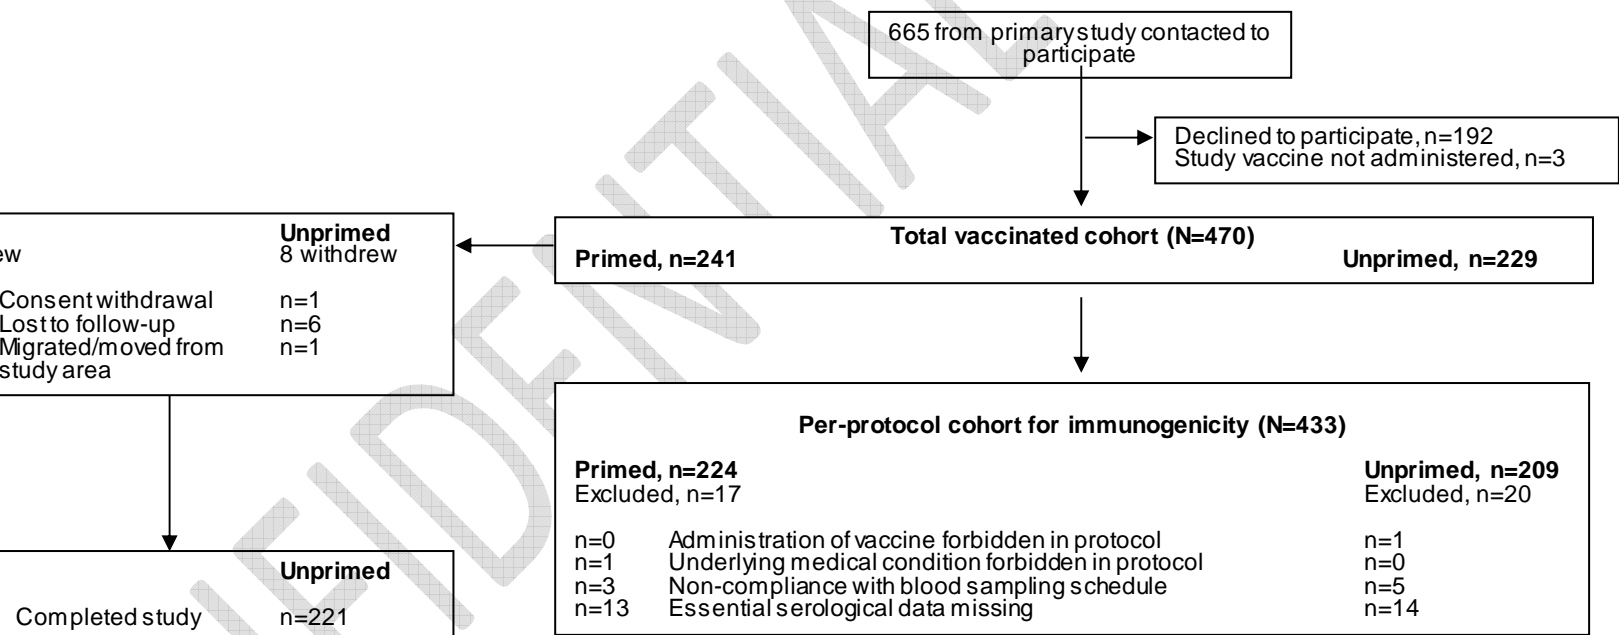 665 from primary study contacted to
participate
Declined to participate, n=192
Study vaccine not administered, n=3
Total vaccinated cohort (N=470)
Primed, n=241 Unprimed, n=229
Unprimed
8 withdrew
Consent withdrawal n=1
Lost to follow-up n=6
Migrated/moved from n=1
study area
Per-protocol cohort for immunogenicity (N=433)
Primed, n=224 Unprimed, n=209
Excluded, n=17 Excluded, n=20
n=0 Administration of vaccine forbidden in protocol n=1
n=1 Underlying medical condition forbidden in protocol n=0
n=3 Non-compliance with blood sampling schedule n=5
n=13 Essential serological data missing n=14
Unprimed
Completed study n=221